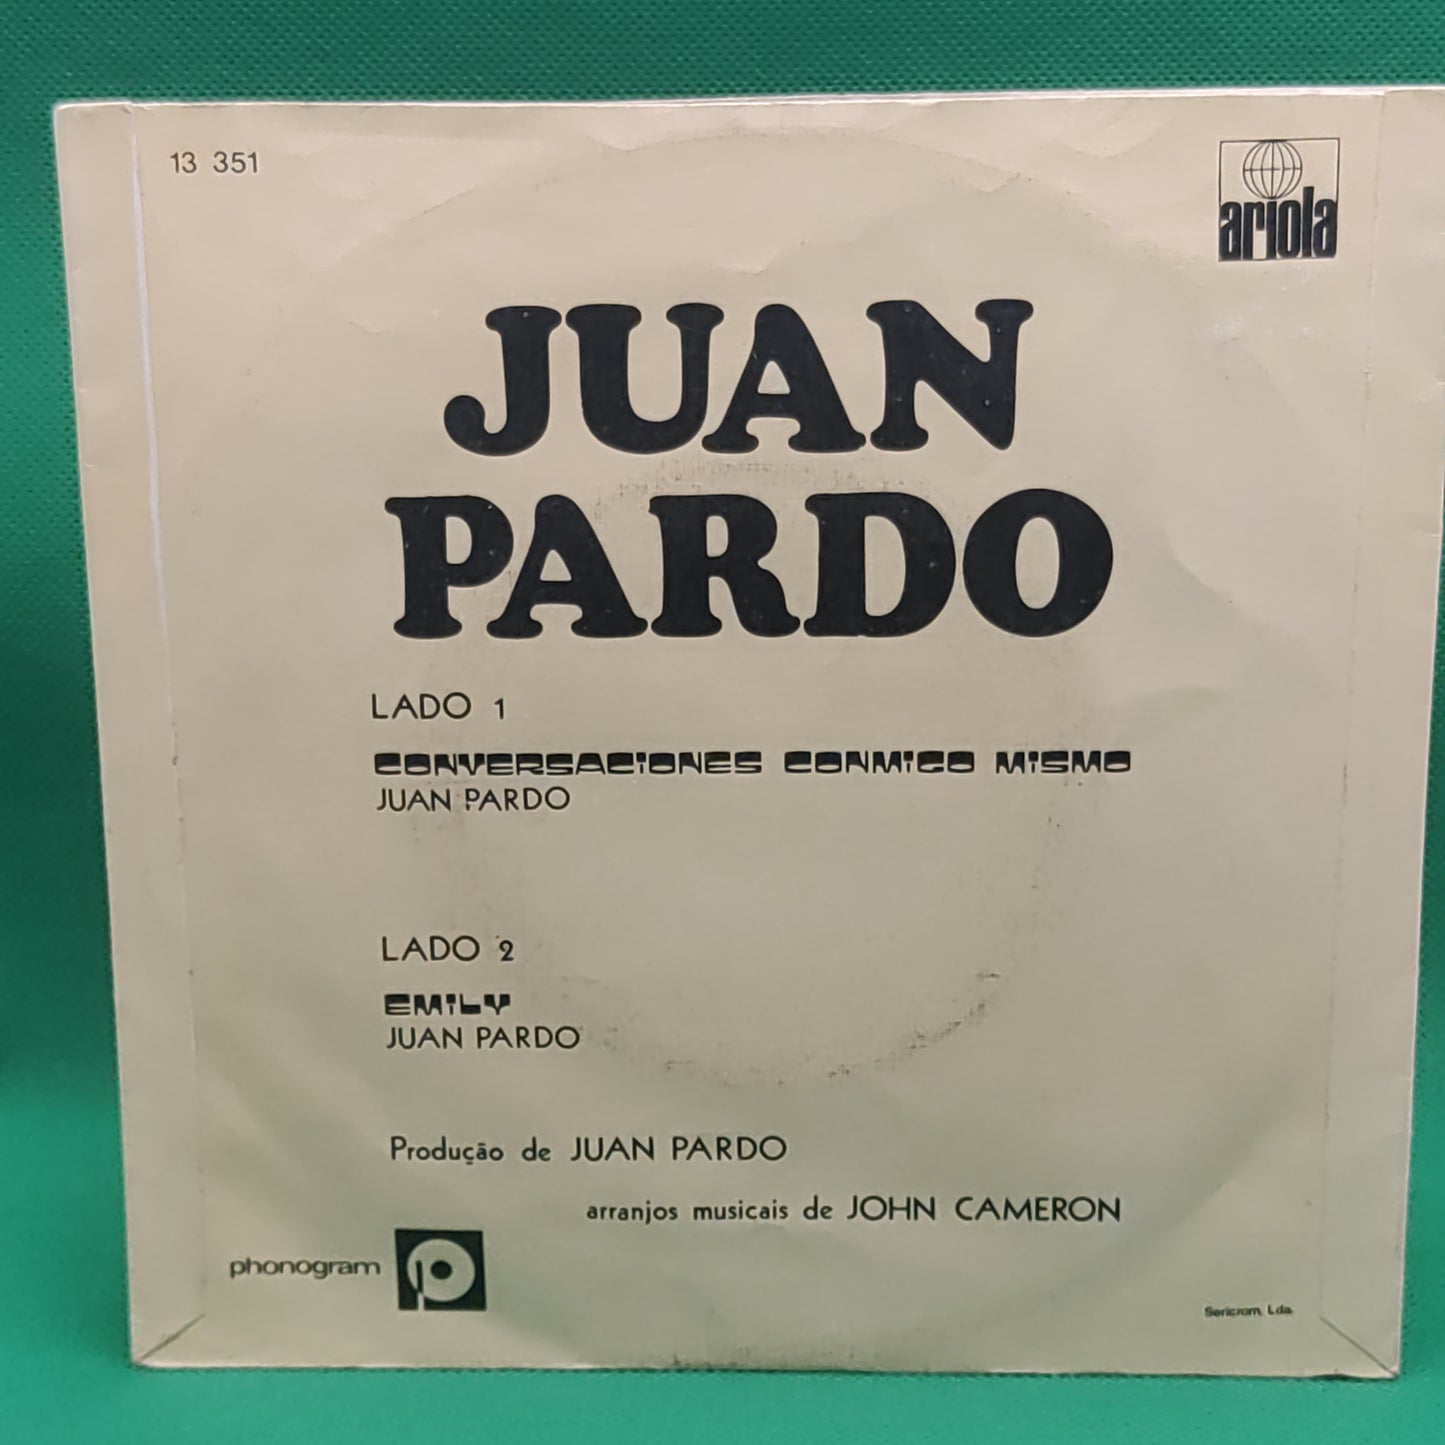 13 351
ariola
JUAN
PARDO
LADO 1
CONVERSACIONES CONMIGO MISMO
JUAN PARDO
LADO 2
EMILY
JUAN PARDO
Produção de JUAN PARDO
arranjos musicais de JOHN CAMERON
phonogram
Sericrom, Lda.